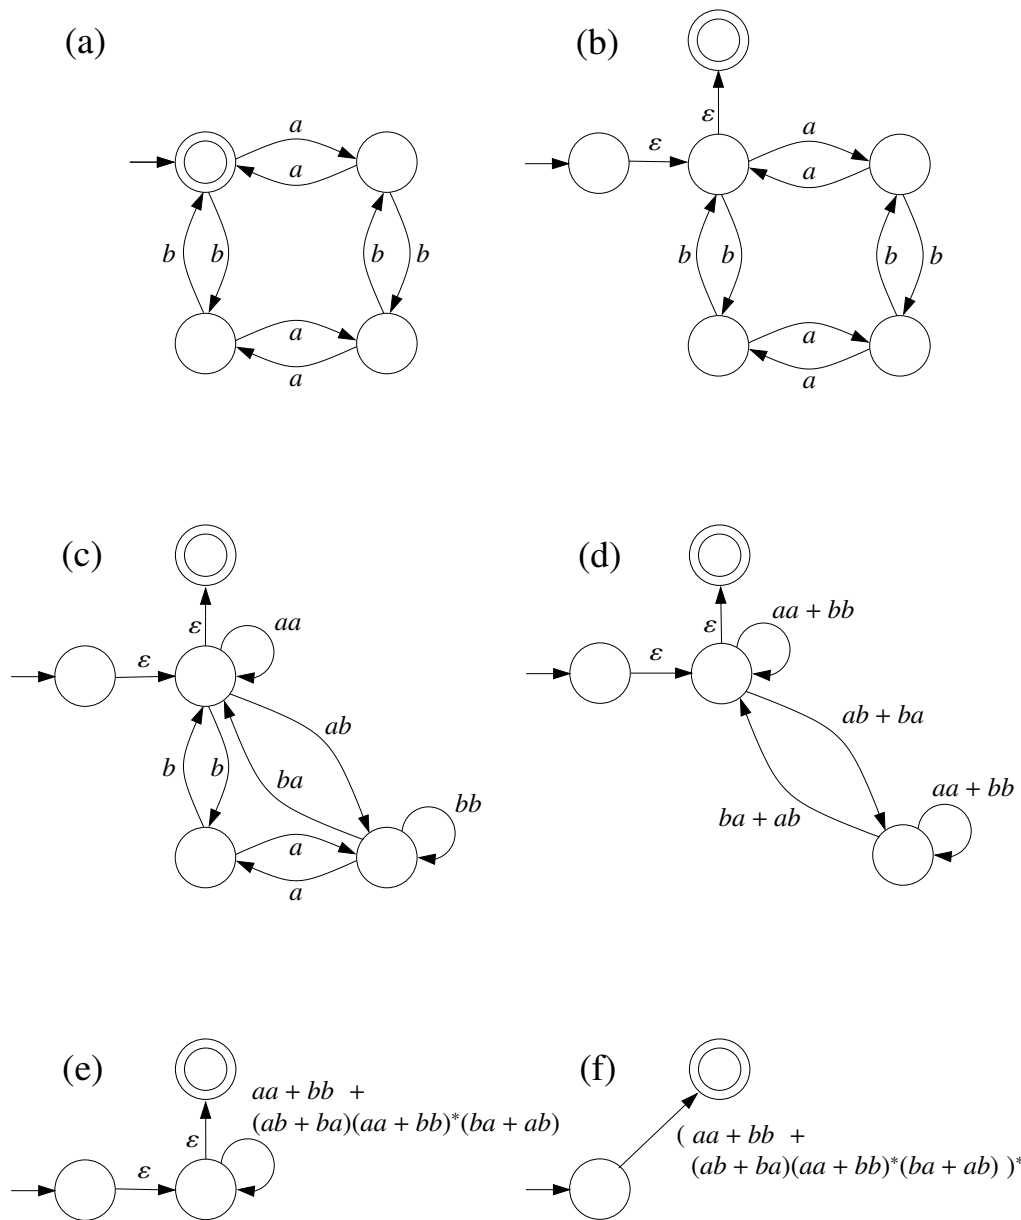 (a)
a
a
b
b
b
b
a
a
(b)
ε
ε
a
a
b
b
b
b
a
a
(c)
ε
ε
aa
ab
ba
b
b
bb
a
a
(d)
ε
ε
aa + bb
ab + ba
ba + ab
aa + bb
(e)
ε
ε
aa + bb +
(ab + ba)(aa + bb)*(ba + ab)
(f)
( aa + bb +
(ab + ba)(aa + bb)*(ba + ab) )*